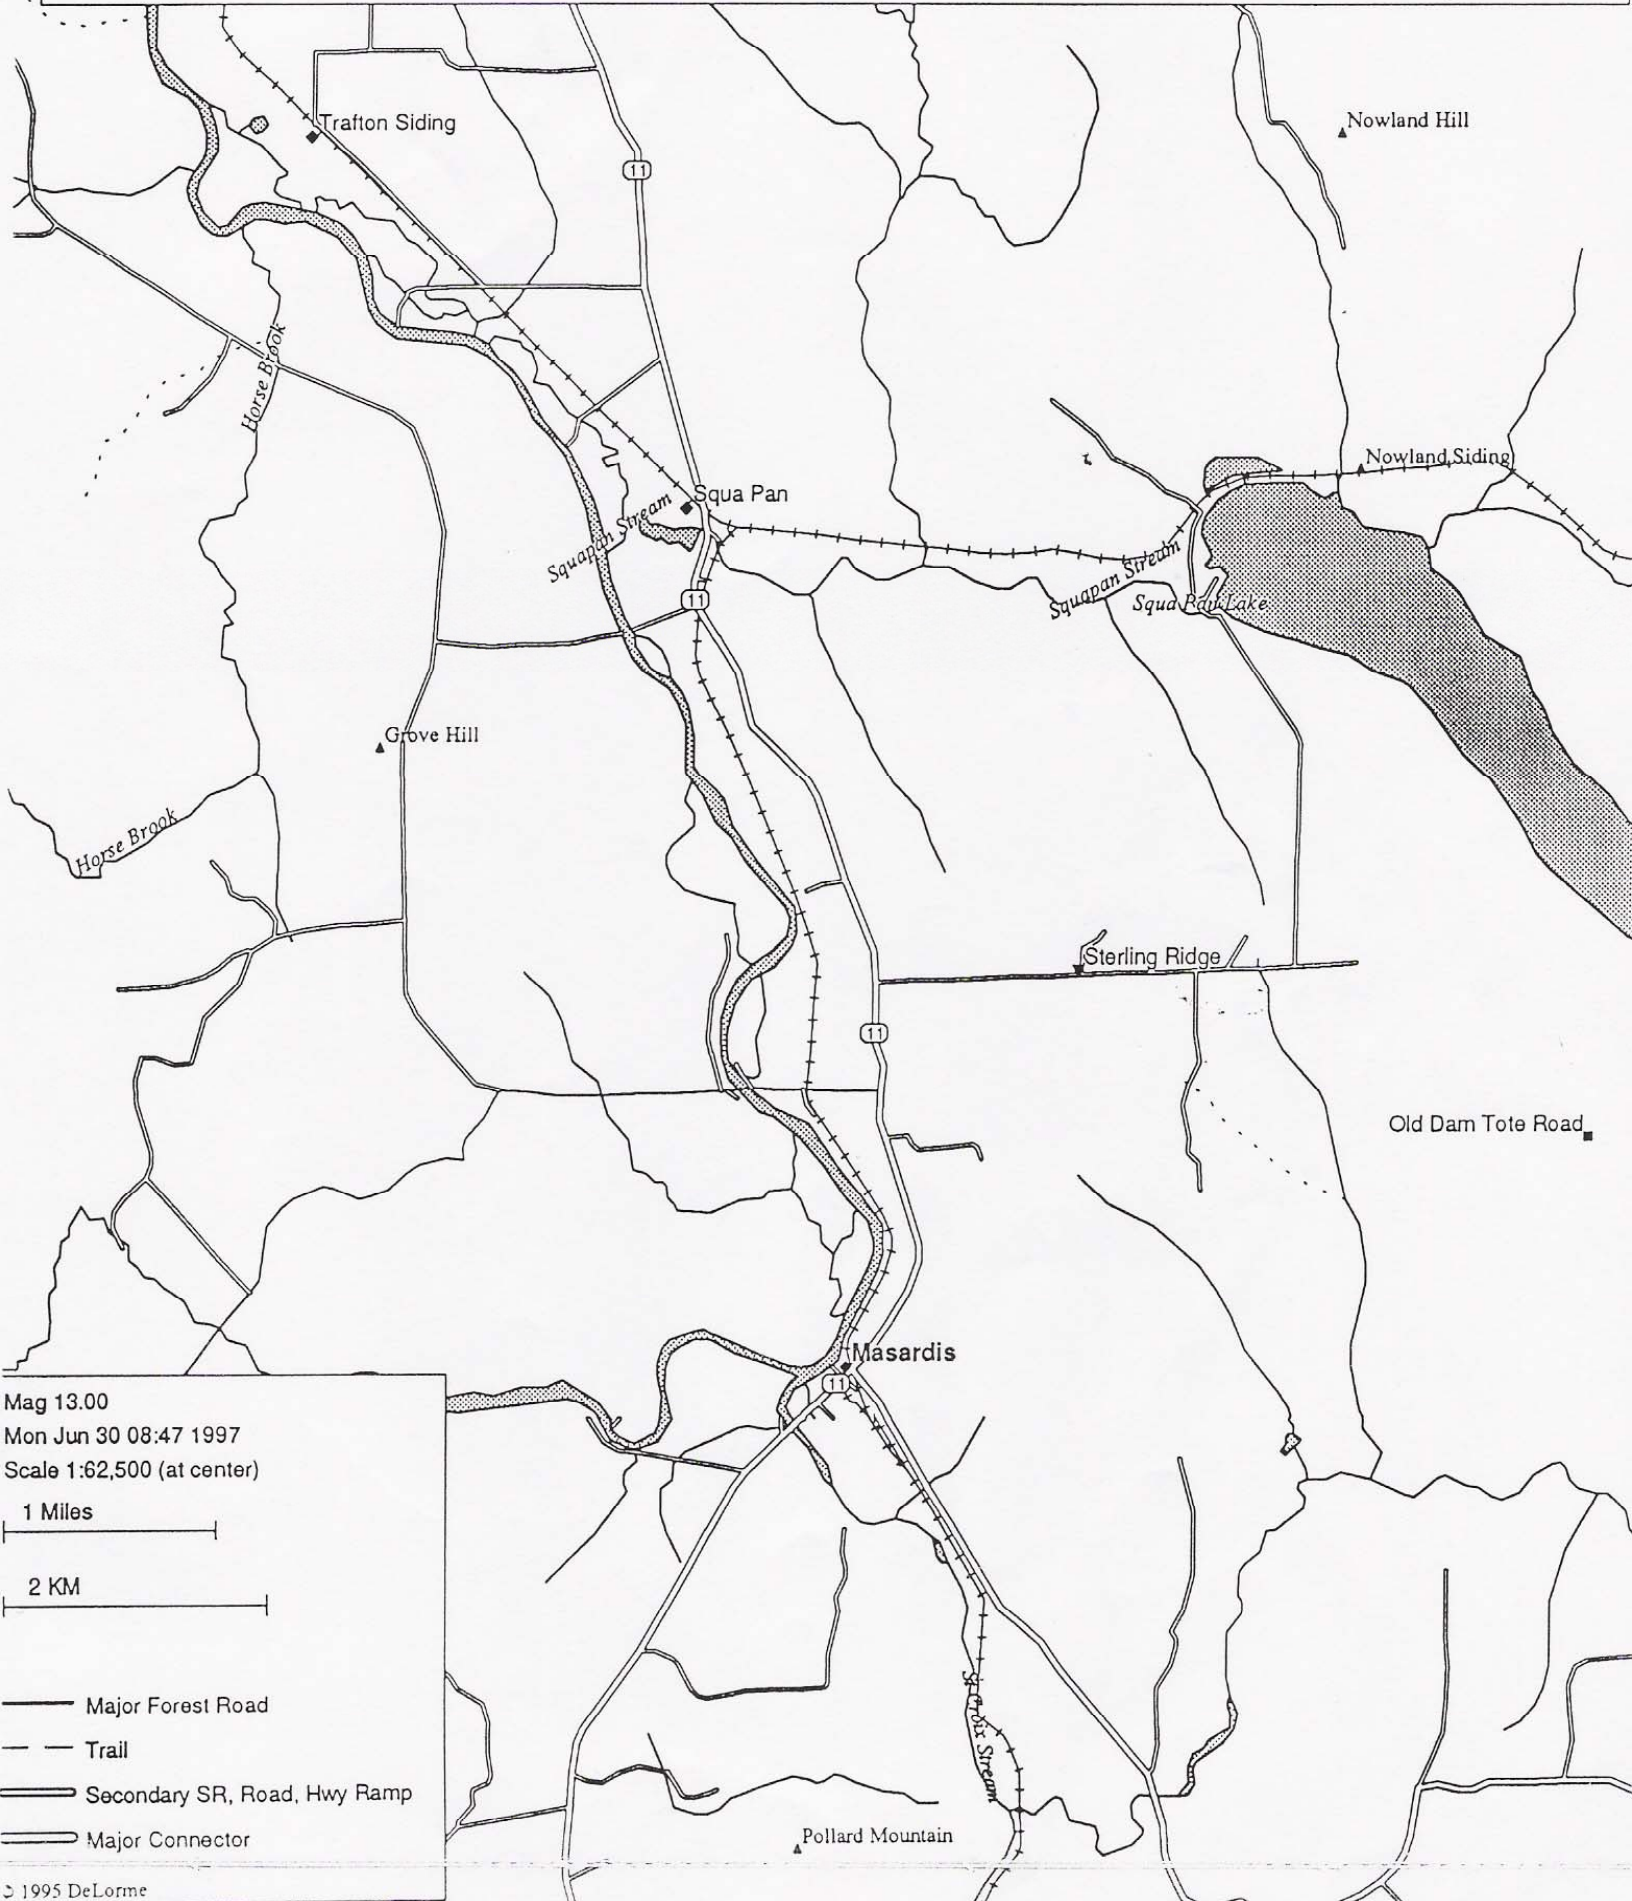 Trafton Siding
Nowland Hill
11
Horse Brook
Nowland Siding
Squa Pan
Squapan Stream
Squapan Stream
Squa Pan Lake
11
Grove Hill
Horse Brook
Sterling Ridge
11
Old Dam Tote Road
Masardis
11
Mag 13.00
Mon Jun 30 08:47 1997
Scale 1:62,500 (at center)
1 Miles
2 KM
Major Forest Road
Trail
Secondary SR, Road, Hwy Ramp
Major Connector
St Croix Stream
Pollard Mountain
© 1995 DeLorme